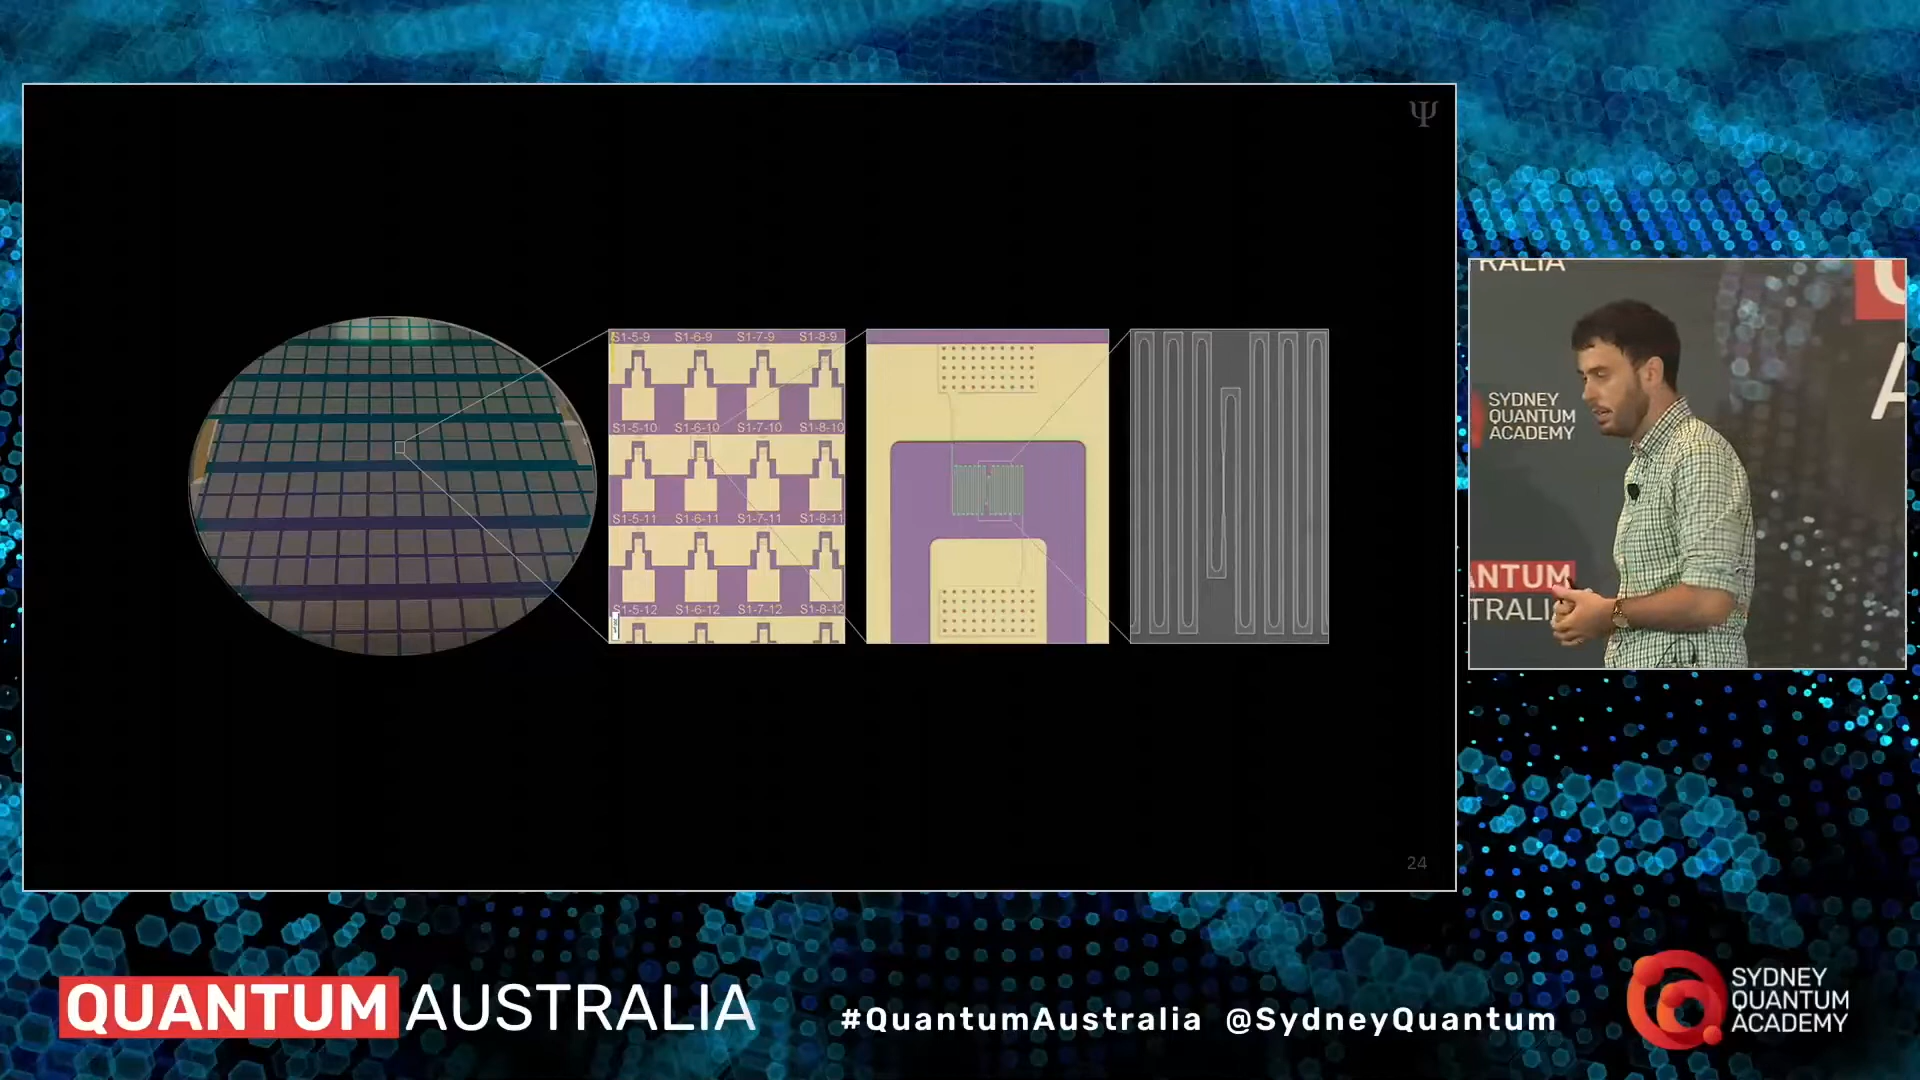 Ψ
S1-5-9 S1-6-9 S1-7-9 S1-8-9
S1-5-10 S1-6-10 S1-7-10 S1-8-10
S1-5-11 S1-6-11 S1-7-11 S1-8-11
S1-5-12 S1-6-12 S1-7-12 S1-8-12
24
RALIA
SYDNEY
QUANTUM
ACADEMY
ANTUM
TRALI
A
QUANTUM AUSTRALIA
#QuantumAustralia @SydneyQuantum
SYDNEY
QUANTUM
ACADEMY